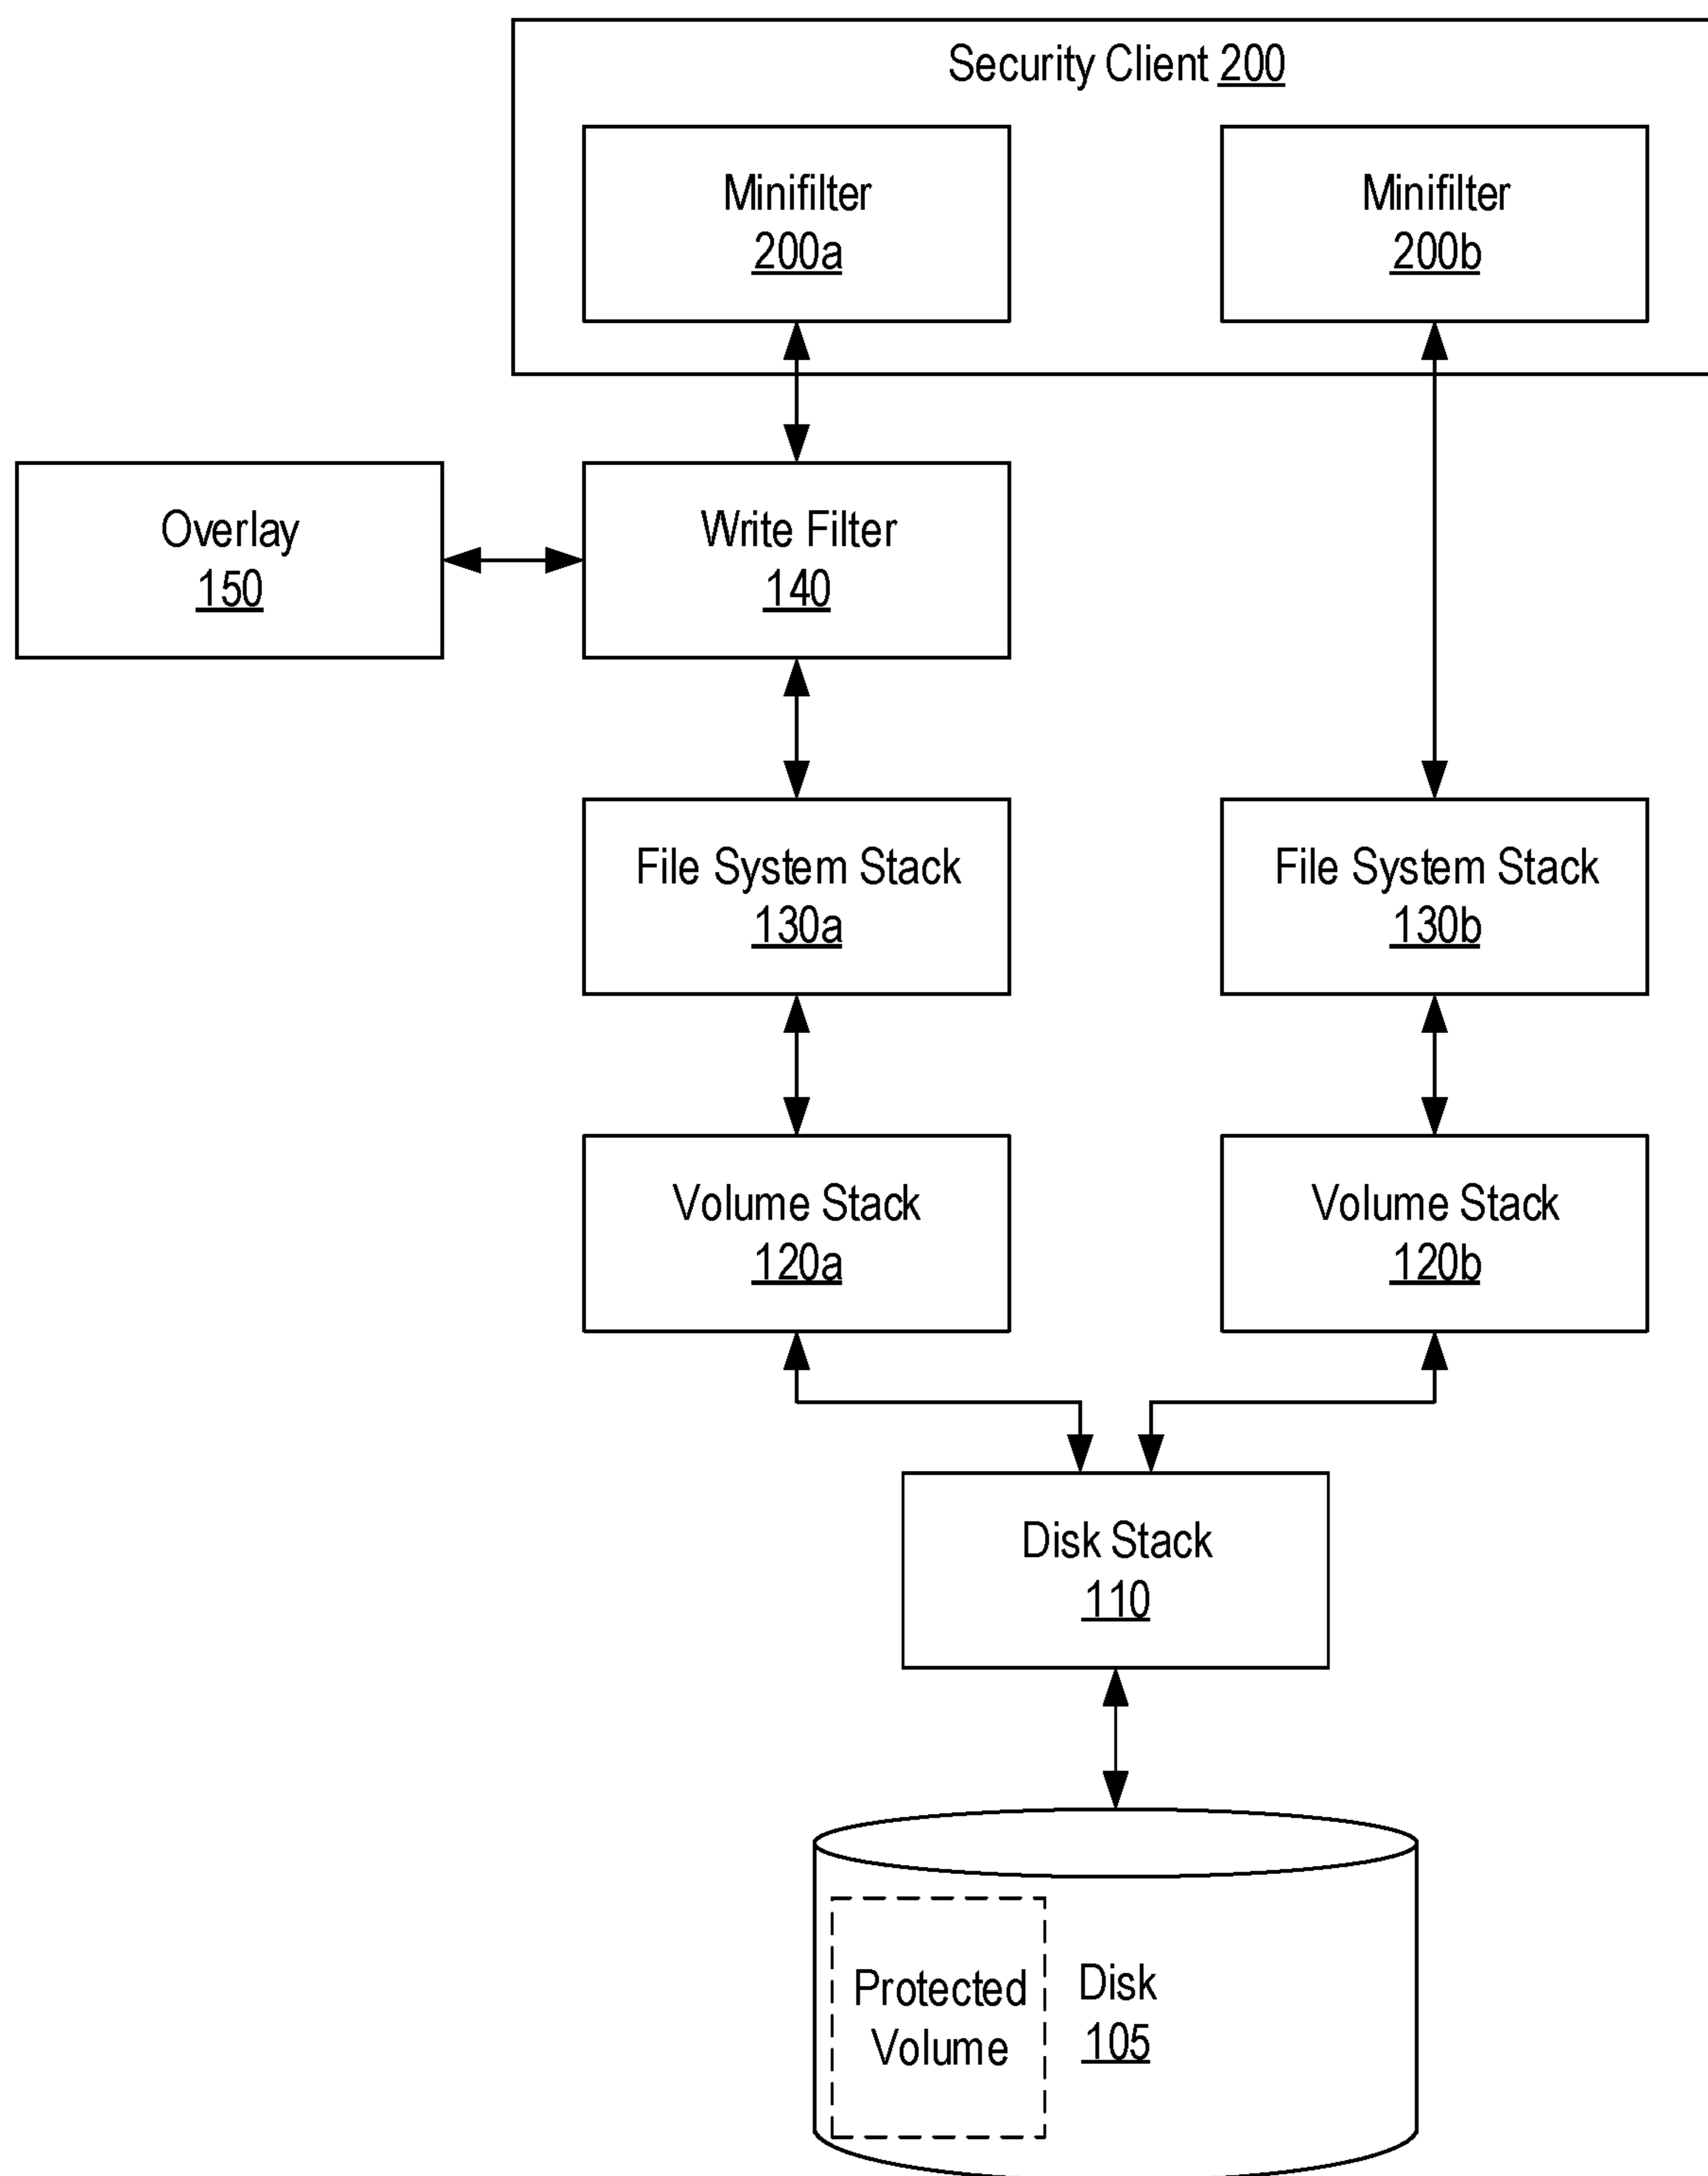 Security Client 200
Minifilter
200a
Minifilter
200b
Overlay
150
Write Filter
140
File System Stack
130a
File System Stack
130b
Volume Stack
120a
Volume Stack
120b
Disk Stack
110
Protected
Volume
Disk
105